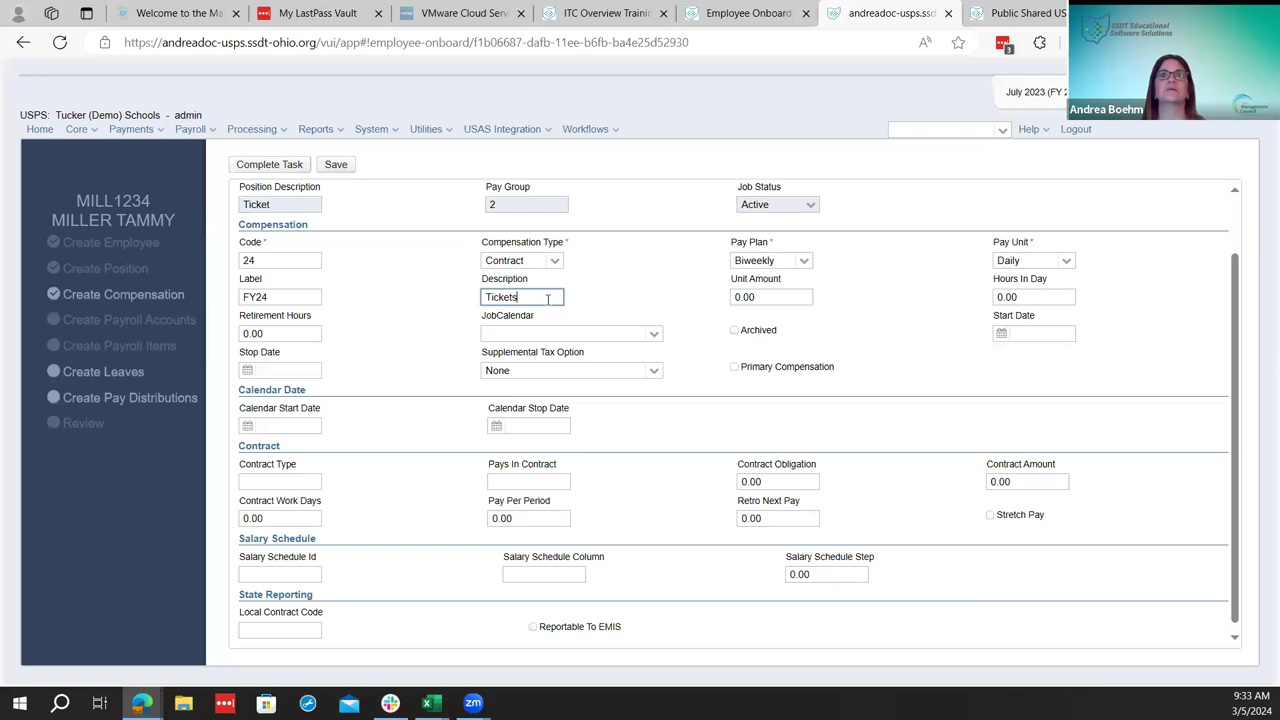 Welcome to the Ma
My LastPass Vault
VMware Cloud Servic
ITC Overview Trainin
Employee Onboard
andreadoc-usps.ssdt
Public Shared US
https://andreadoc-usps.ssdt-ohio.org/vui/app#!employee-onboard/f1b06687-dafb-11ee-b6fb-ba4e25d52930
3
SSDT Educational
Software Solutions
Management
Council
Andrea Boehm
July 2023 (FY 2
USPS: Tucker (Demo) Schools - admin
Home Core Payments Payroll Processing Reports System Utilities USAS Integration Workflows Help Logout
MILL1234
MILLER TAMMY
Create Employee
Create Position
Create Compensation
Create Payroll Accounts
Create Payroll Items
Create Leaves
Create Pay Distributions
Review
Complete Task Save
Position Description Pay Group Job Status
Ticket 2 Active
Compensation
Code * Compensation Type * Pay Plan * Pay Unit *
24 Contract Biweekly Daily
Label Description Unit Amount Hours In Day
FY24 Tickets 0.00 0.00
Retirement Hours JobCalendar Archived Start Date
0.00
Stop Date Supplemental Tax Option Primary Compensation
None
Calendar Date
Calendar Start Date Calendar Stop Date
Contract
Contract Type Pays In Contract Contract Obligation Contract Amount
0.00 0.00
Contract Work Days Pay Per Period Retro Next Pay Stretch Pay
0.00 0.00 0.00
Salary Schedule
Salary Schedule Id Salary Schedule Column Salary Schedule Step
0.00
State Reporting
Local Contract Code Reportable To EMIS
9:33 AM
3/5/2024